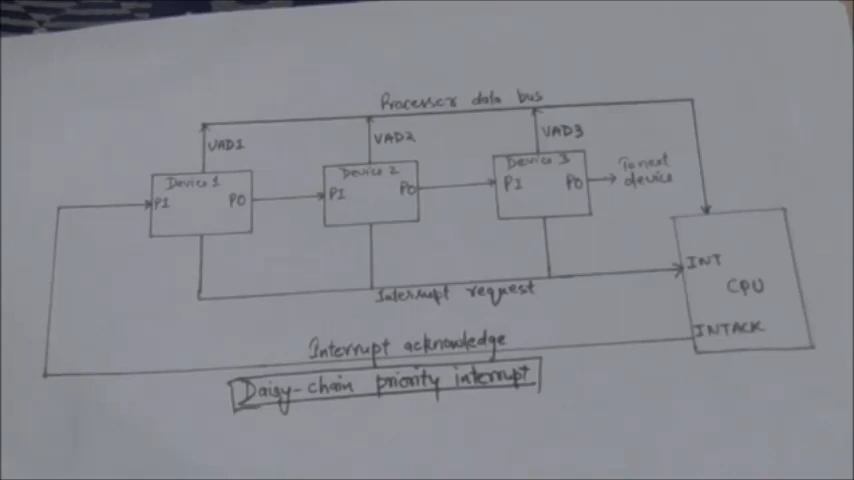 Processor data bus
VAD1
VAD2
VAD3
Device 1
PI
PO
Device 2
PI
PO
Device 3
PI
PO
To next
device
INT
CPU
INTACK
Interrupt request
Interrupt acknowledge
Daisy-chain priority interrupt